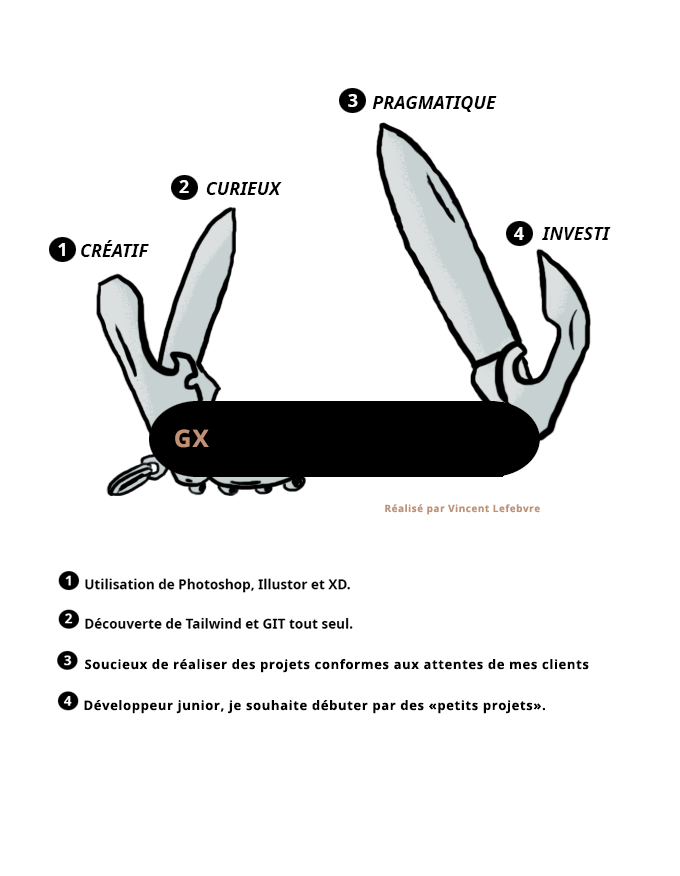 3 PRAGMATIQUE
2 CURIEUX
4 INVESTI
1 CRÉATIF
GX
Réalisé par Vincent Lefebvre
1 Utilisation de Photoshop, Illustor et XD.
2 Découverte de Tailwind et GIT tout seul.
3 Soucieux de réaliser des projets conformes aux attentes de mes clients
4 Développeur junior, je souhaite débuter par des «petits projets».